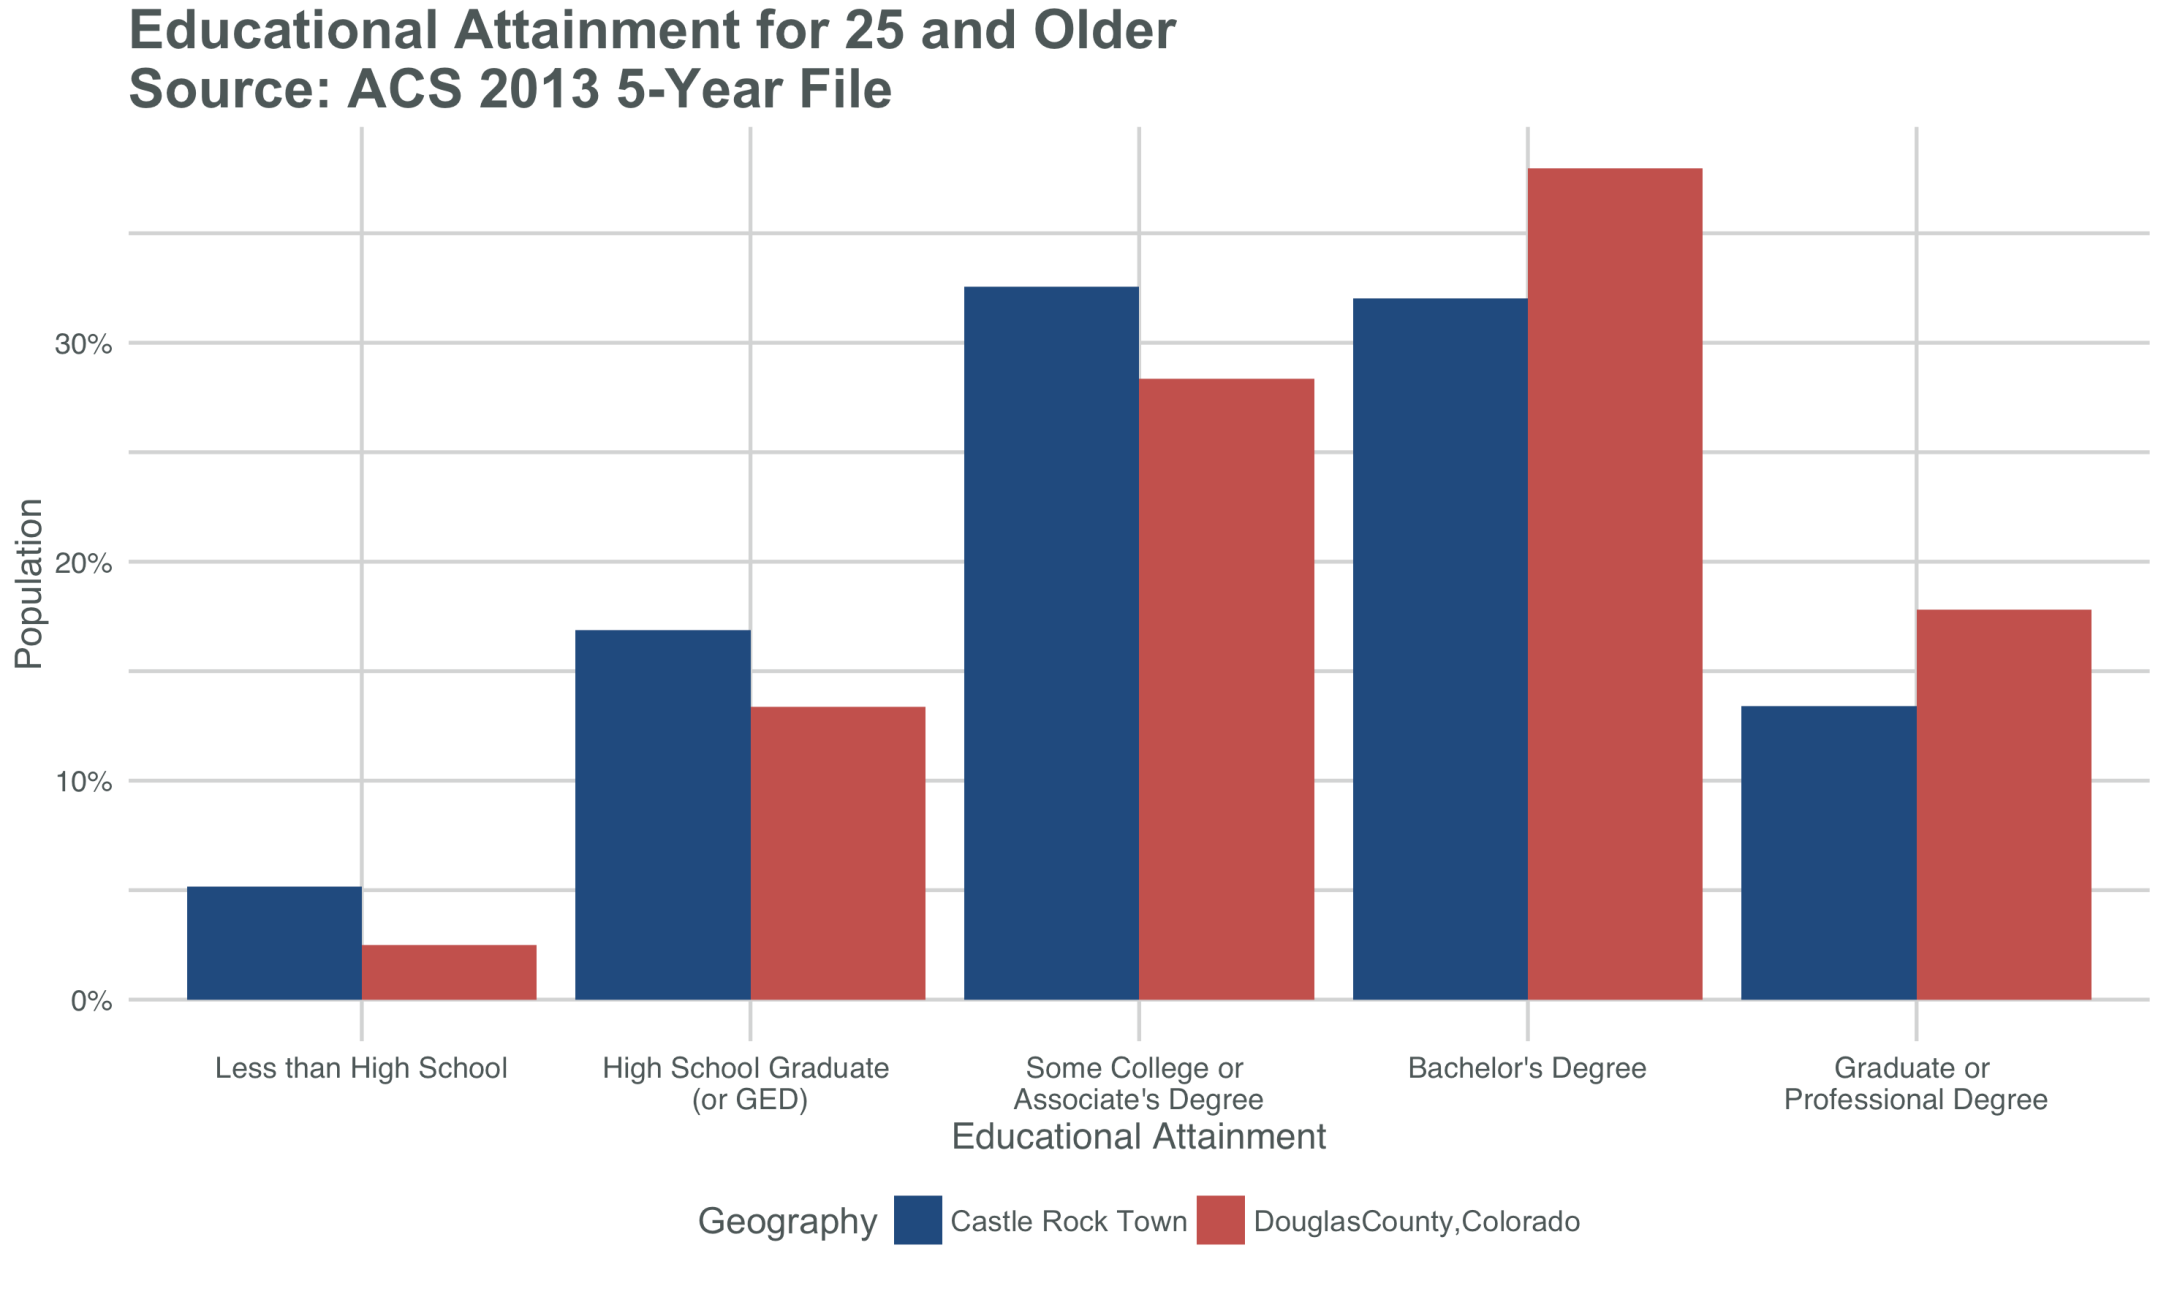 Educational Attainment for 25 and Older
Source: ACS 2013 5-Year File
Population
30%
20%
10%
0%
Less than High School
High School Graduate
(or GED)
Some College or
Associate's Degree
Bachelor's Degree
Graduate or
Professional Degree
Educational Attainment
Geography
Castle Rock Town
DouglasCounty,Colorado